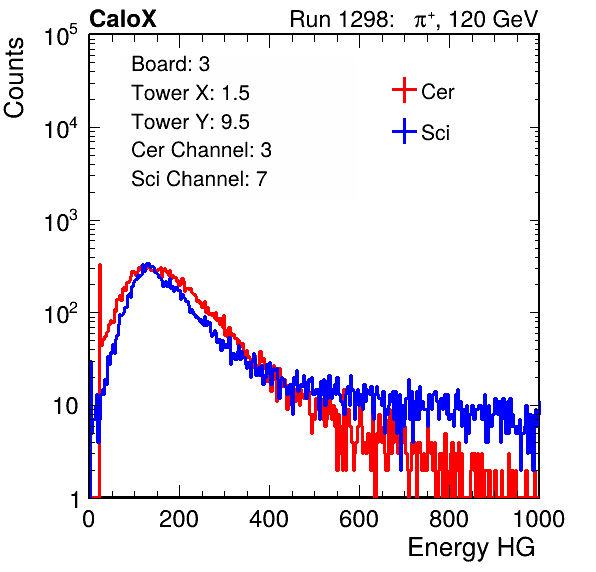 CaloX Run 1298: π⁺, 120 GeV
Counts
Board: 3
Tower X: 1.5
Tower Y: 9.5
Cer Channel: 3
Sci Channel: 7
Cer
Sci
10⁵
10⁴
10³
10²
10
1
0 200 400 600 800 1000
Energy HG